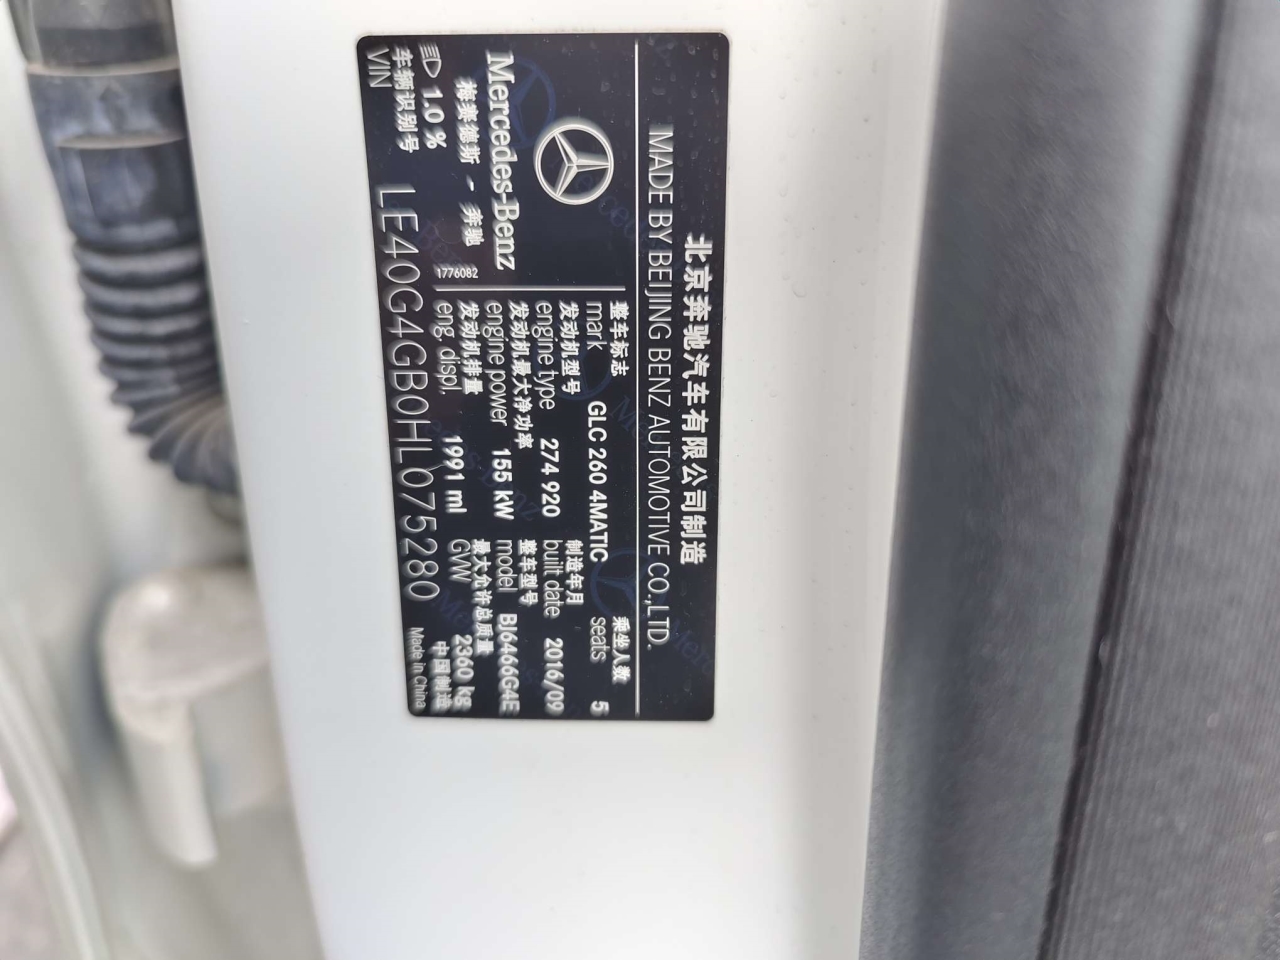 北京奔驰汽车有限公司制造
MADE BY BEIJING BENZ AUTOMOTIVE CO.,LTD.
Mercedes-Benz
梅赛德斯 - 奔驰
1.0 %
1776082
整车标志
mark GLC 260 4MATIC
乘坐人数
seats 5
发动机型号
engine type 274 920
制造年月
built date 2016/09
发动机最大净功率
engine power 155 kW
整车型号
model BJ6466G4E
发动机排量
eng. displ. 1991 ml
最大允许总质量
GVW 2360 kg
车辆识别号
VIN LE40G4GB0HL075280
中国制造
Made in China